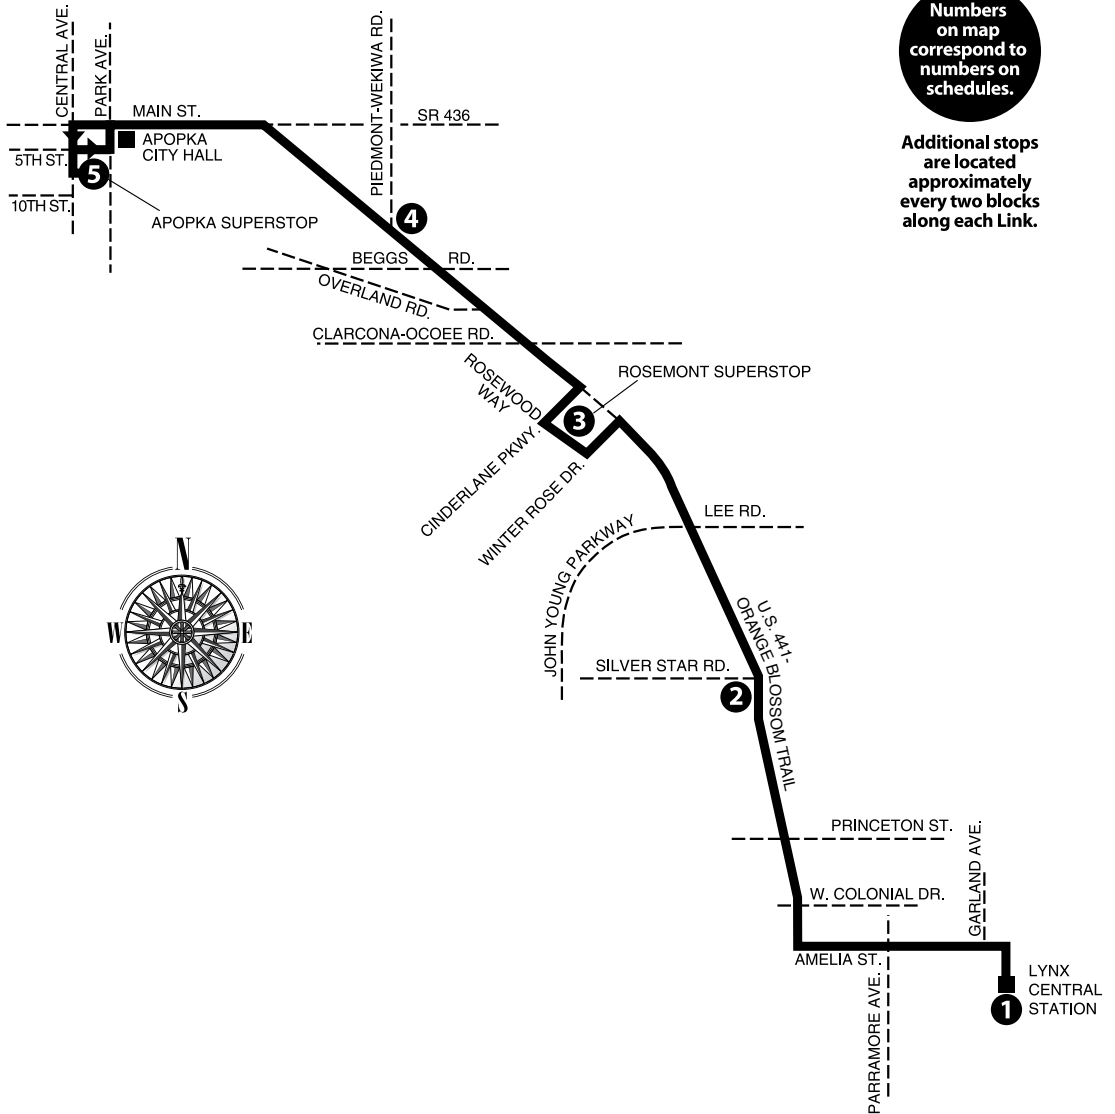 Numbers
on map
correspond to
numbers on
schedules.
Additional stops
are located
approximately
every two blocks
along each Link.
CENTRAL AVE.
PARK AVE.
MAIN ST.
PIEDMONT-WEKIWA RD.
SR 436
APOPKA
CITY HALL
5TH ST.
5
10TH ST.
APOPKA SUPERSTOP
4
BEGGS RD.
OVERLAND RD.
CLARCONA-OCOEE RD.
ROSEWOOD
WAY
ROSEMONT SUPERSTOP
3
CINDERLANE PKWY.
WINTER ROSE DR.
LEE RD.
JOHN YOUNG PARKWAY
N
W
E
S
U.S. 441-
ORANGE BLOSSOM TRAIL
SILVER STAR RD.
2
PRINCETON ST.
GARLAND AVE.
W. COLONIAL DR.
AMELIA ST.
PARRAMORE AVE.
LYNX
CENTRAL
STATION
1